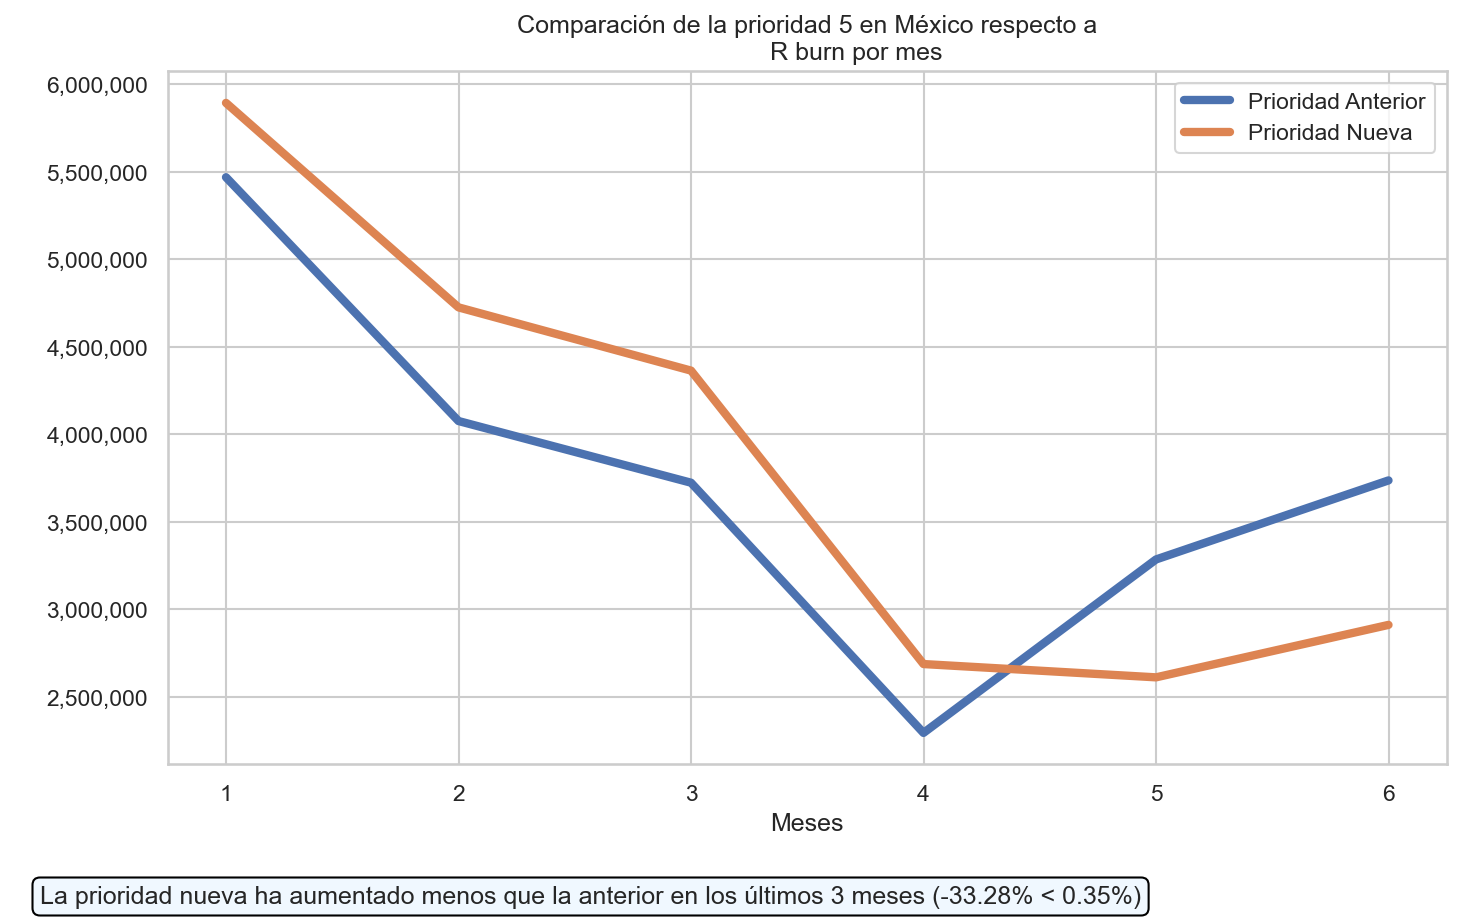 Comparación de la prioridad 5 en México respecto a
R burn por mes
6,000,000
5,500,000
5,000,000
4,500,000
4,000,000
3,500,000
3,000,000
2,500,000
Prioridad Anterior
Prioridad Nueva
1 2 3 4 5 6
Meses
La prioridad nueva ha aumentado menos que la anterior en los últimos 3 meses (-33.28% < 0.35%)